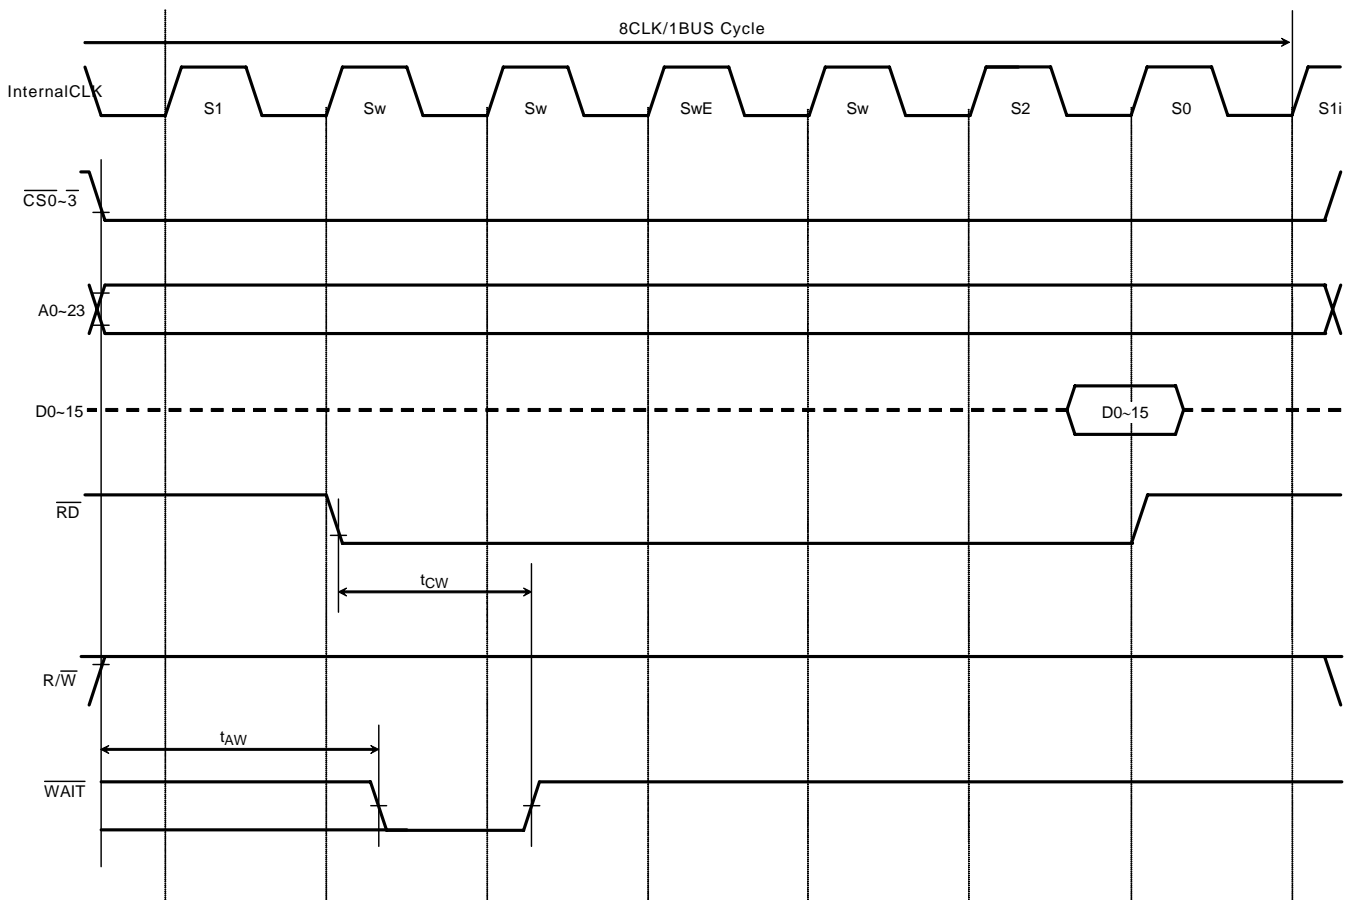 8CLK/1BUS Cycle
InternalCLK
S1 Sw Sw SwE Sw S2 S0 S1i
CS0~3
A0~23
D0~15 D0~15
RD
tCW
R/W
tAW
WAIT